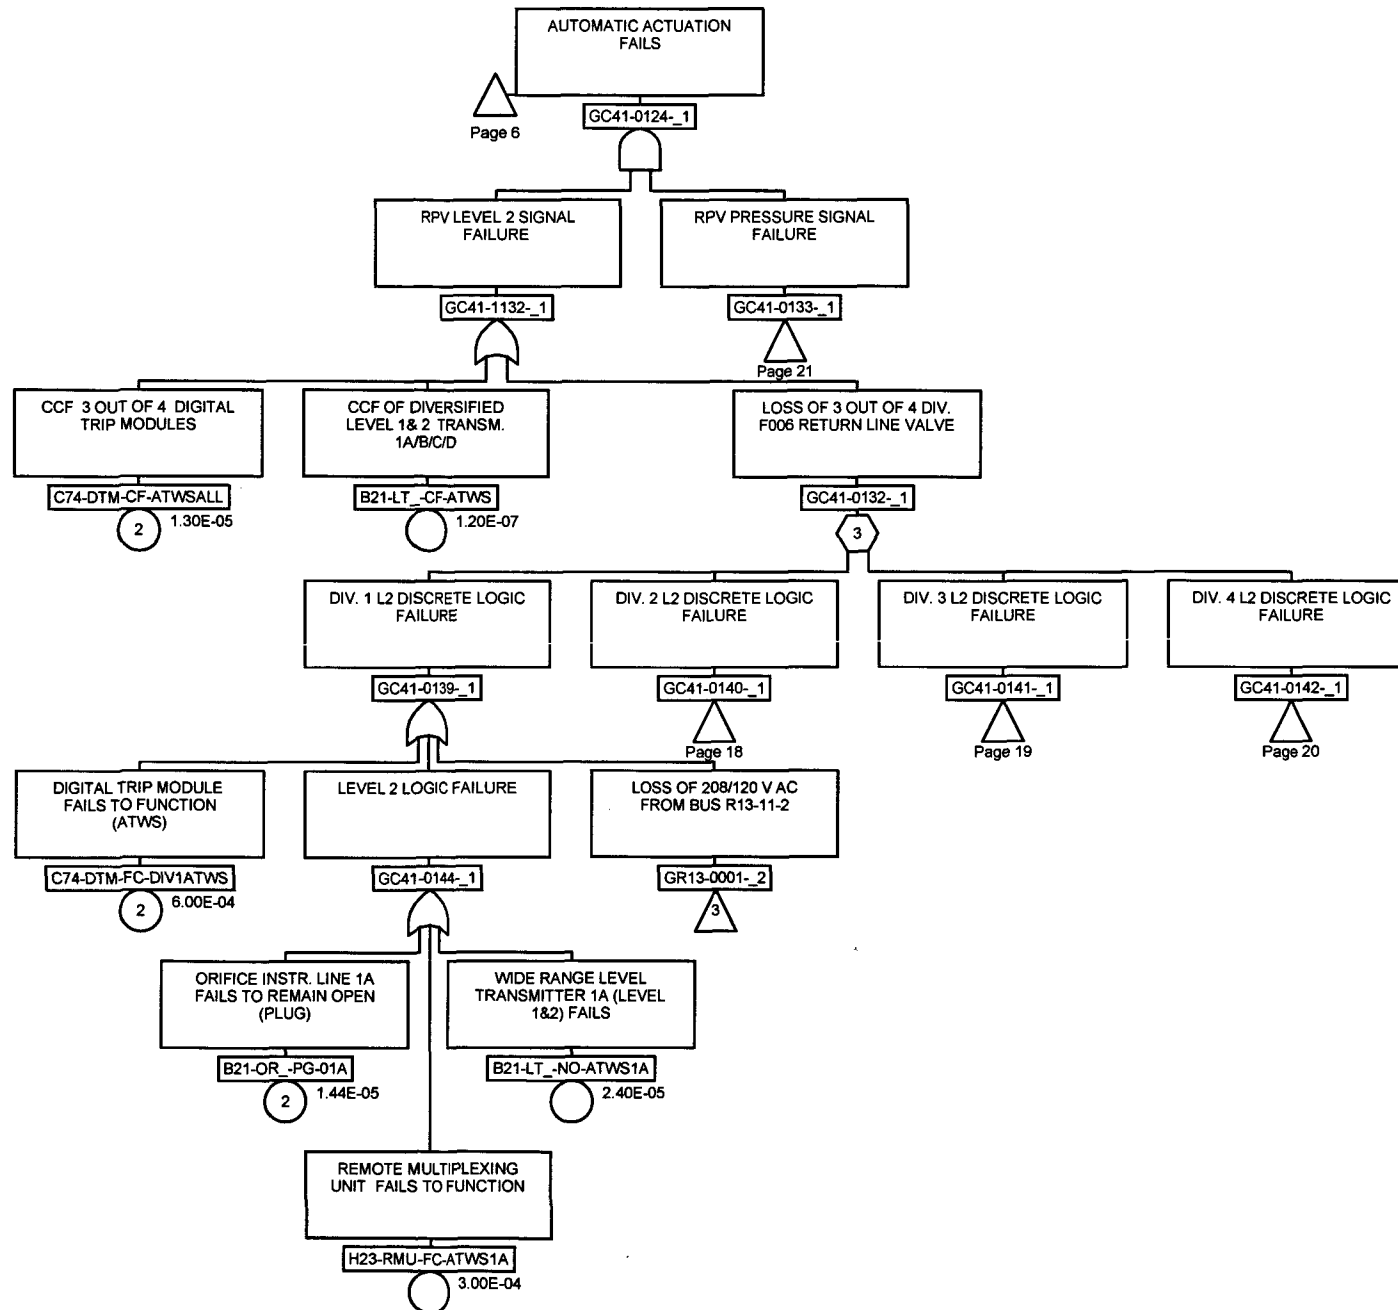 AUTOMATIC ACTUATION
FAILS
Page 6
GC41-0124-_1
RPV LEVEL 2 SIGNAL
FAILURE
RPV PRESSURE SIGNAL
FAILURE
GC41-1132-_1
GC41-0133-_1
Page 21
CCF 3 OUT OF 4 DIGITAL
TRIP MODULES
CCF OF DIVERSIFIED
LEVEL 1& 2 TRANSM.
1A/B/C/D
LOSS OF 3 OUT OF 4 DIV.
F006 RETURN LINE VALVE
C74-DTM-CF-ATWSALL
2
1.30E-05
B21-LT_-CF-ATWS
1.20E-07
GC41-0132-_1
3
DIV. 1 L2 DISCRETE LOGIC
FAILURE
DIV. 2 L2 DISCRETE LOGIC
FAILURE
DIV. 3 L2 DISCRETE LOGIC
FAILURE
DIV. 4 L2 DISCRETE LOGIC
FAILURE
GC41-0139-_1
GC41-0140-_1
Page 18
GC41-0141-_1
Page 19
GC41-0142-_1
Page 20
DIGITAL TRIP MODULE
FAILS TO FUNCTION
(ATWS)
LEVEL 2 LOGIC FAILURE
LOSS OF 208/120 V AC
FROM BUS R13-11-2
C74-DTM-FC-DIV1ATWS
2
6.00E-04
GC41-0144-_1
GR13-0001-_2
3
ORIFICE INSTR. LINE 1A
FAILS TO REMAIN OPEN
(PLUG)
WIDE RANGE LEVEL
TRANSMITTER 1A (LEVEL
1&2) FAILS
B21-OR_-PG-01A
2
1.44E-05
B21-LT_-NO-ATWS1A
2.40E-05
REMOTE MULTIPLEXING
UNIT FAILS TO FUNCTION
H23-RMU-FC-ATWS1A
3.00E-04